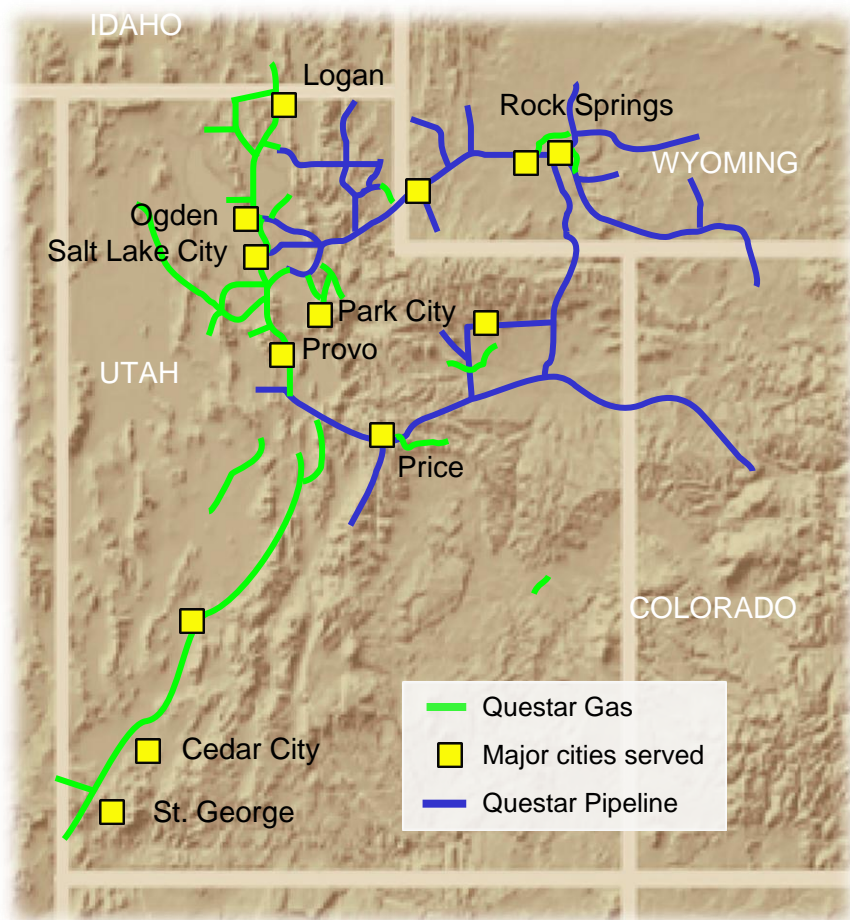 IDAHO
Logan
Rock Springs
WYOMING
Ogden
Salt Lake City
Park City
Provo
UTAH
Price
COLORADO
Questar Gas
Cedar City
Major cities served
St. George
Questar Pipeline